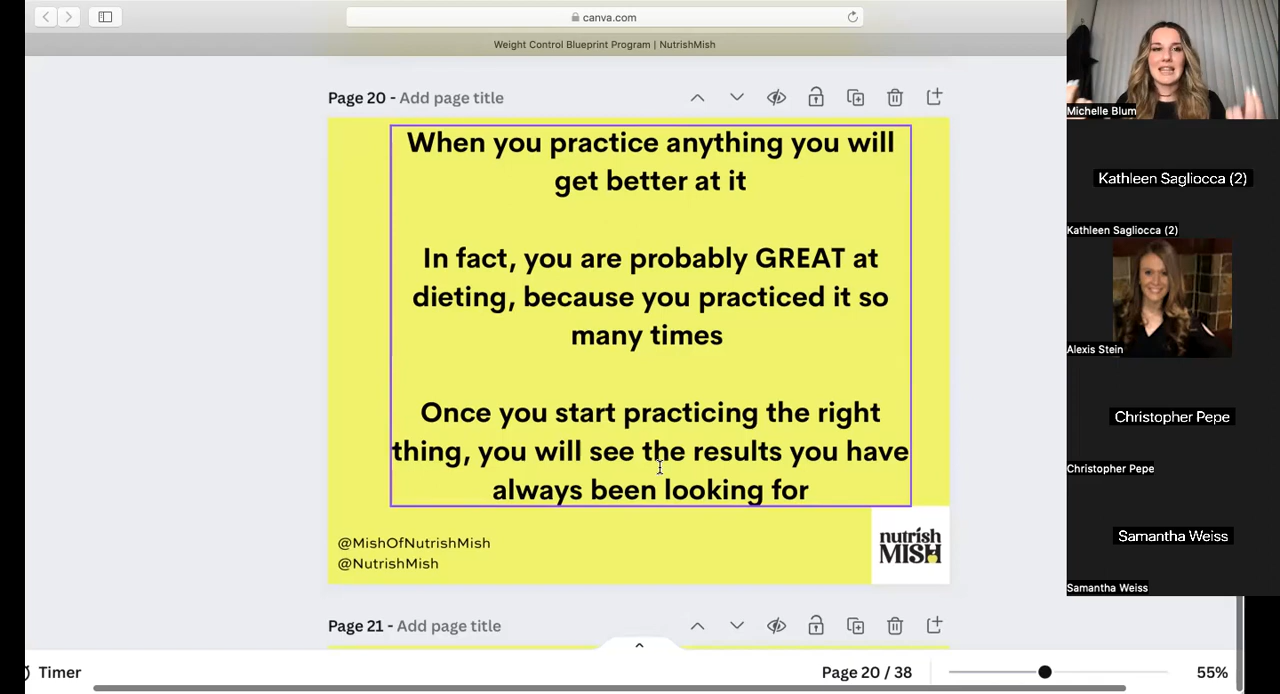 canva.com
Weight Control Blueprint Program | NutrishMish
Page 20 - Add page title
When you practice anything you will
get better at it
In fact, you are probably GREAT at
dieting, because you practiced it so
many times
Once you start practicing the right
thing, you will see the results you have
always been looking for
@MishOfNutrishMish
@NutrishMish
nutrish
MISH
Page 21 - Add page title
Timer
Page 20 / 38
55%
Michelle Blum
Kathleen Sagliocca (2)
Kathleen Sagliocca (2)
Alexis Stein
Christopher Pepe
Christopher Pepe
Samantha Weiss
Samantha Weiss